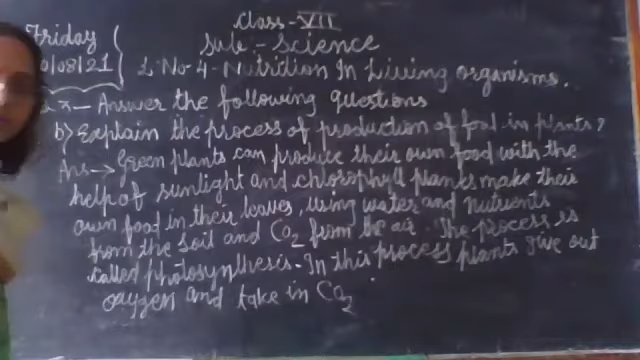 Class - VII
Friday
Sub:- Science
0/08/21
L.No-4-Nutrition In Living organisms.
Answer the following questions
b) Explain the process of production of food in plants?
Ans → Green plants can produce their own food with the
help of sunlight and chlorophyll plants make their
own food in their leaves, using water and nutrients
from the soil and CO2 from the air. The process is
called photosynthesis. In this process plants give out
oxygen and take in CO2